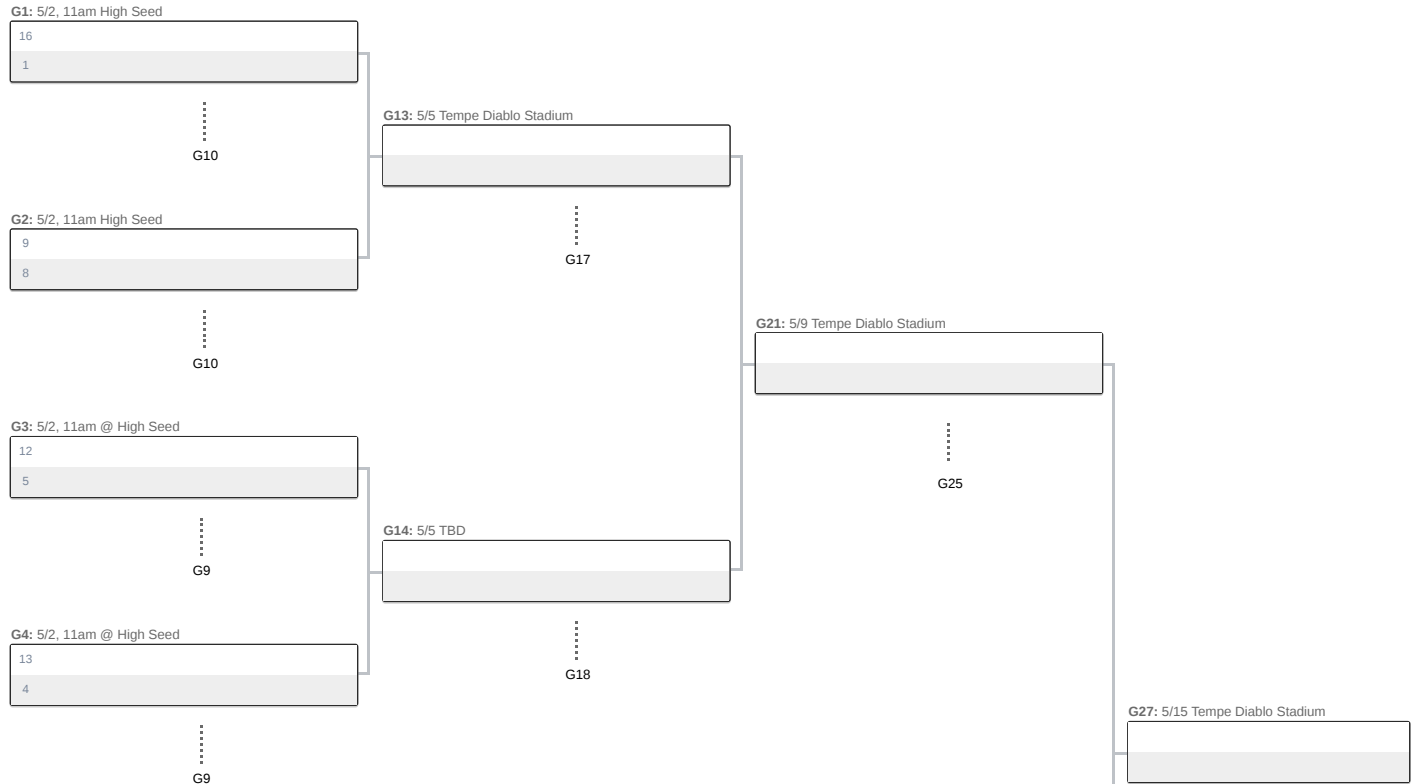 G1: 5/2, 11am High Seed
16
1
G10
G13: 5/5 Tempe Diablo Stadium
G17
G2: 5/2, 11am High Seed
9
8
G10
G21: 5/9 Tempe Diablo Stadium
G25
G3: 5/2, 11am @ High Seed
12
5
G9
G14: 5/5 TBD
G18
G4: 5/2, 11am @ High Seed
13
4
G9
G27: 5/15 Tempe Diablo Stadium